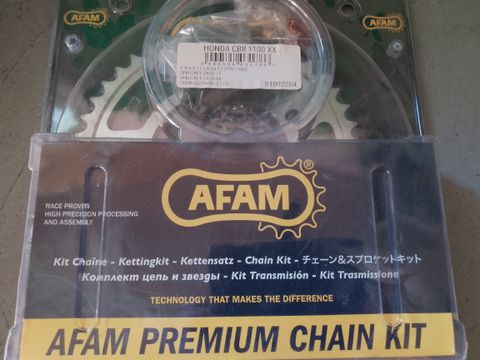 AFAM
AFAM
AFAM
HONDA CBR 1100 XX
01002204
AFAM®
RACE PROVEN
HIGH PRECISION PROCESSING
AND ASSEMBLY
Kit Chaîne - Kettingkit - Kettensatz - Chain Kit - チェーン&スプロケットキット
Комплект цепь и звезды - Kit Transmisión - Kit Trasmissione
TECHNOLOGY THAT MAKES THE DIFFERENCE
AFAM PREMIUM CHAIN KIT